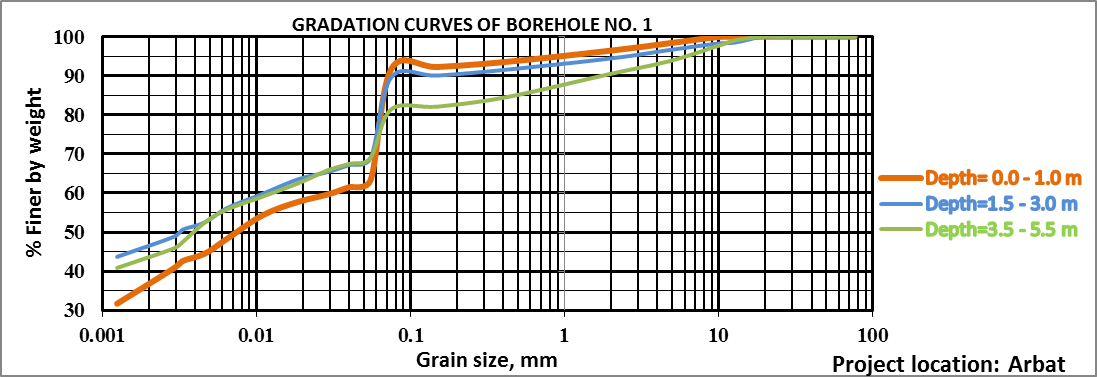 GRADATION CURVES OF BOREHOLE NO. 1
% Finer by weight
100
90
80
70
60
50
40
30
0.001 0.01 0.1 1 10 100
Grain size, mm
Depth= 0.0 - 1.0 m
Depth=1.5 - 3.0 m
Depth=3.5 - 5.5 m
Project location: Arbat